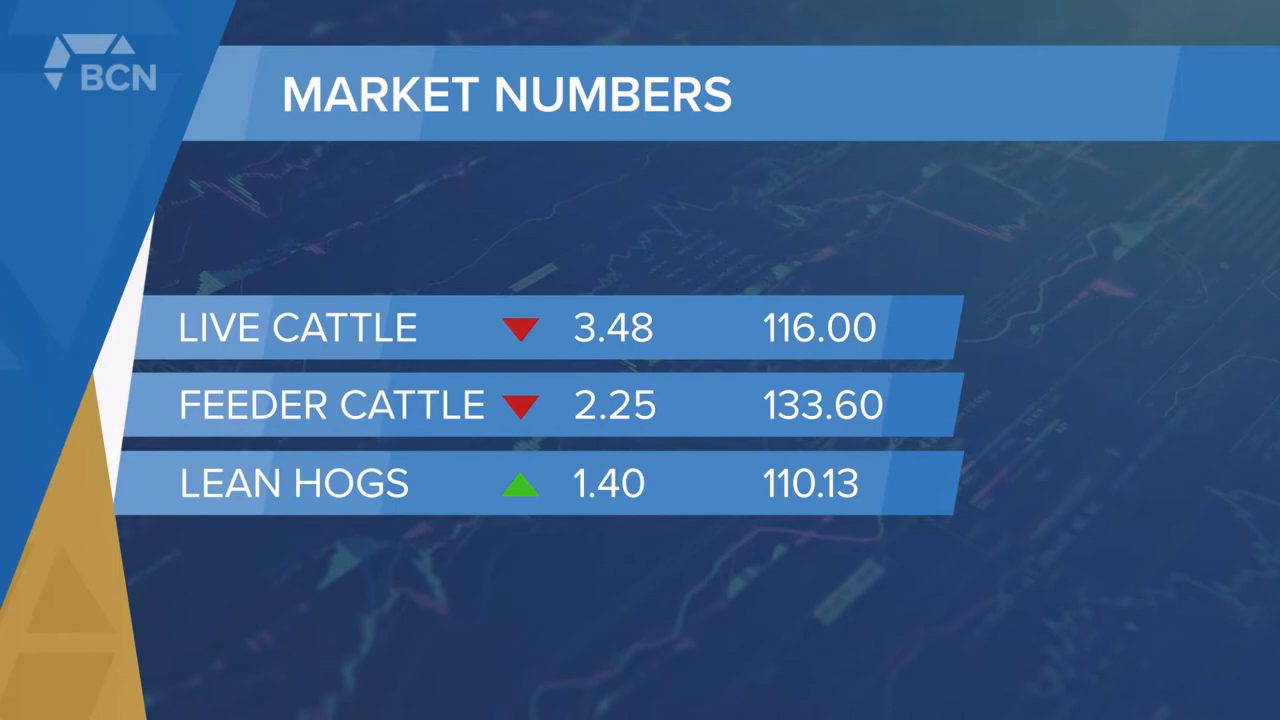 BCN
MARKET NUMBERS
LIVE CATTLE 3.48 116.00
FEEDER CATTLE 2.25 133.60
LEAN HOGS 1.40 110.13